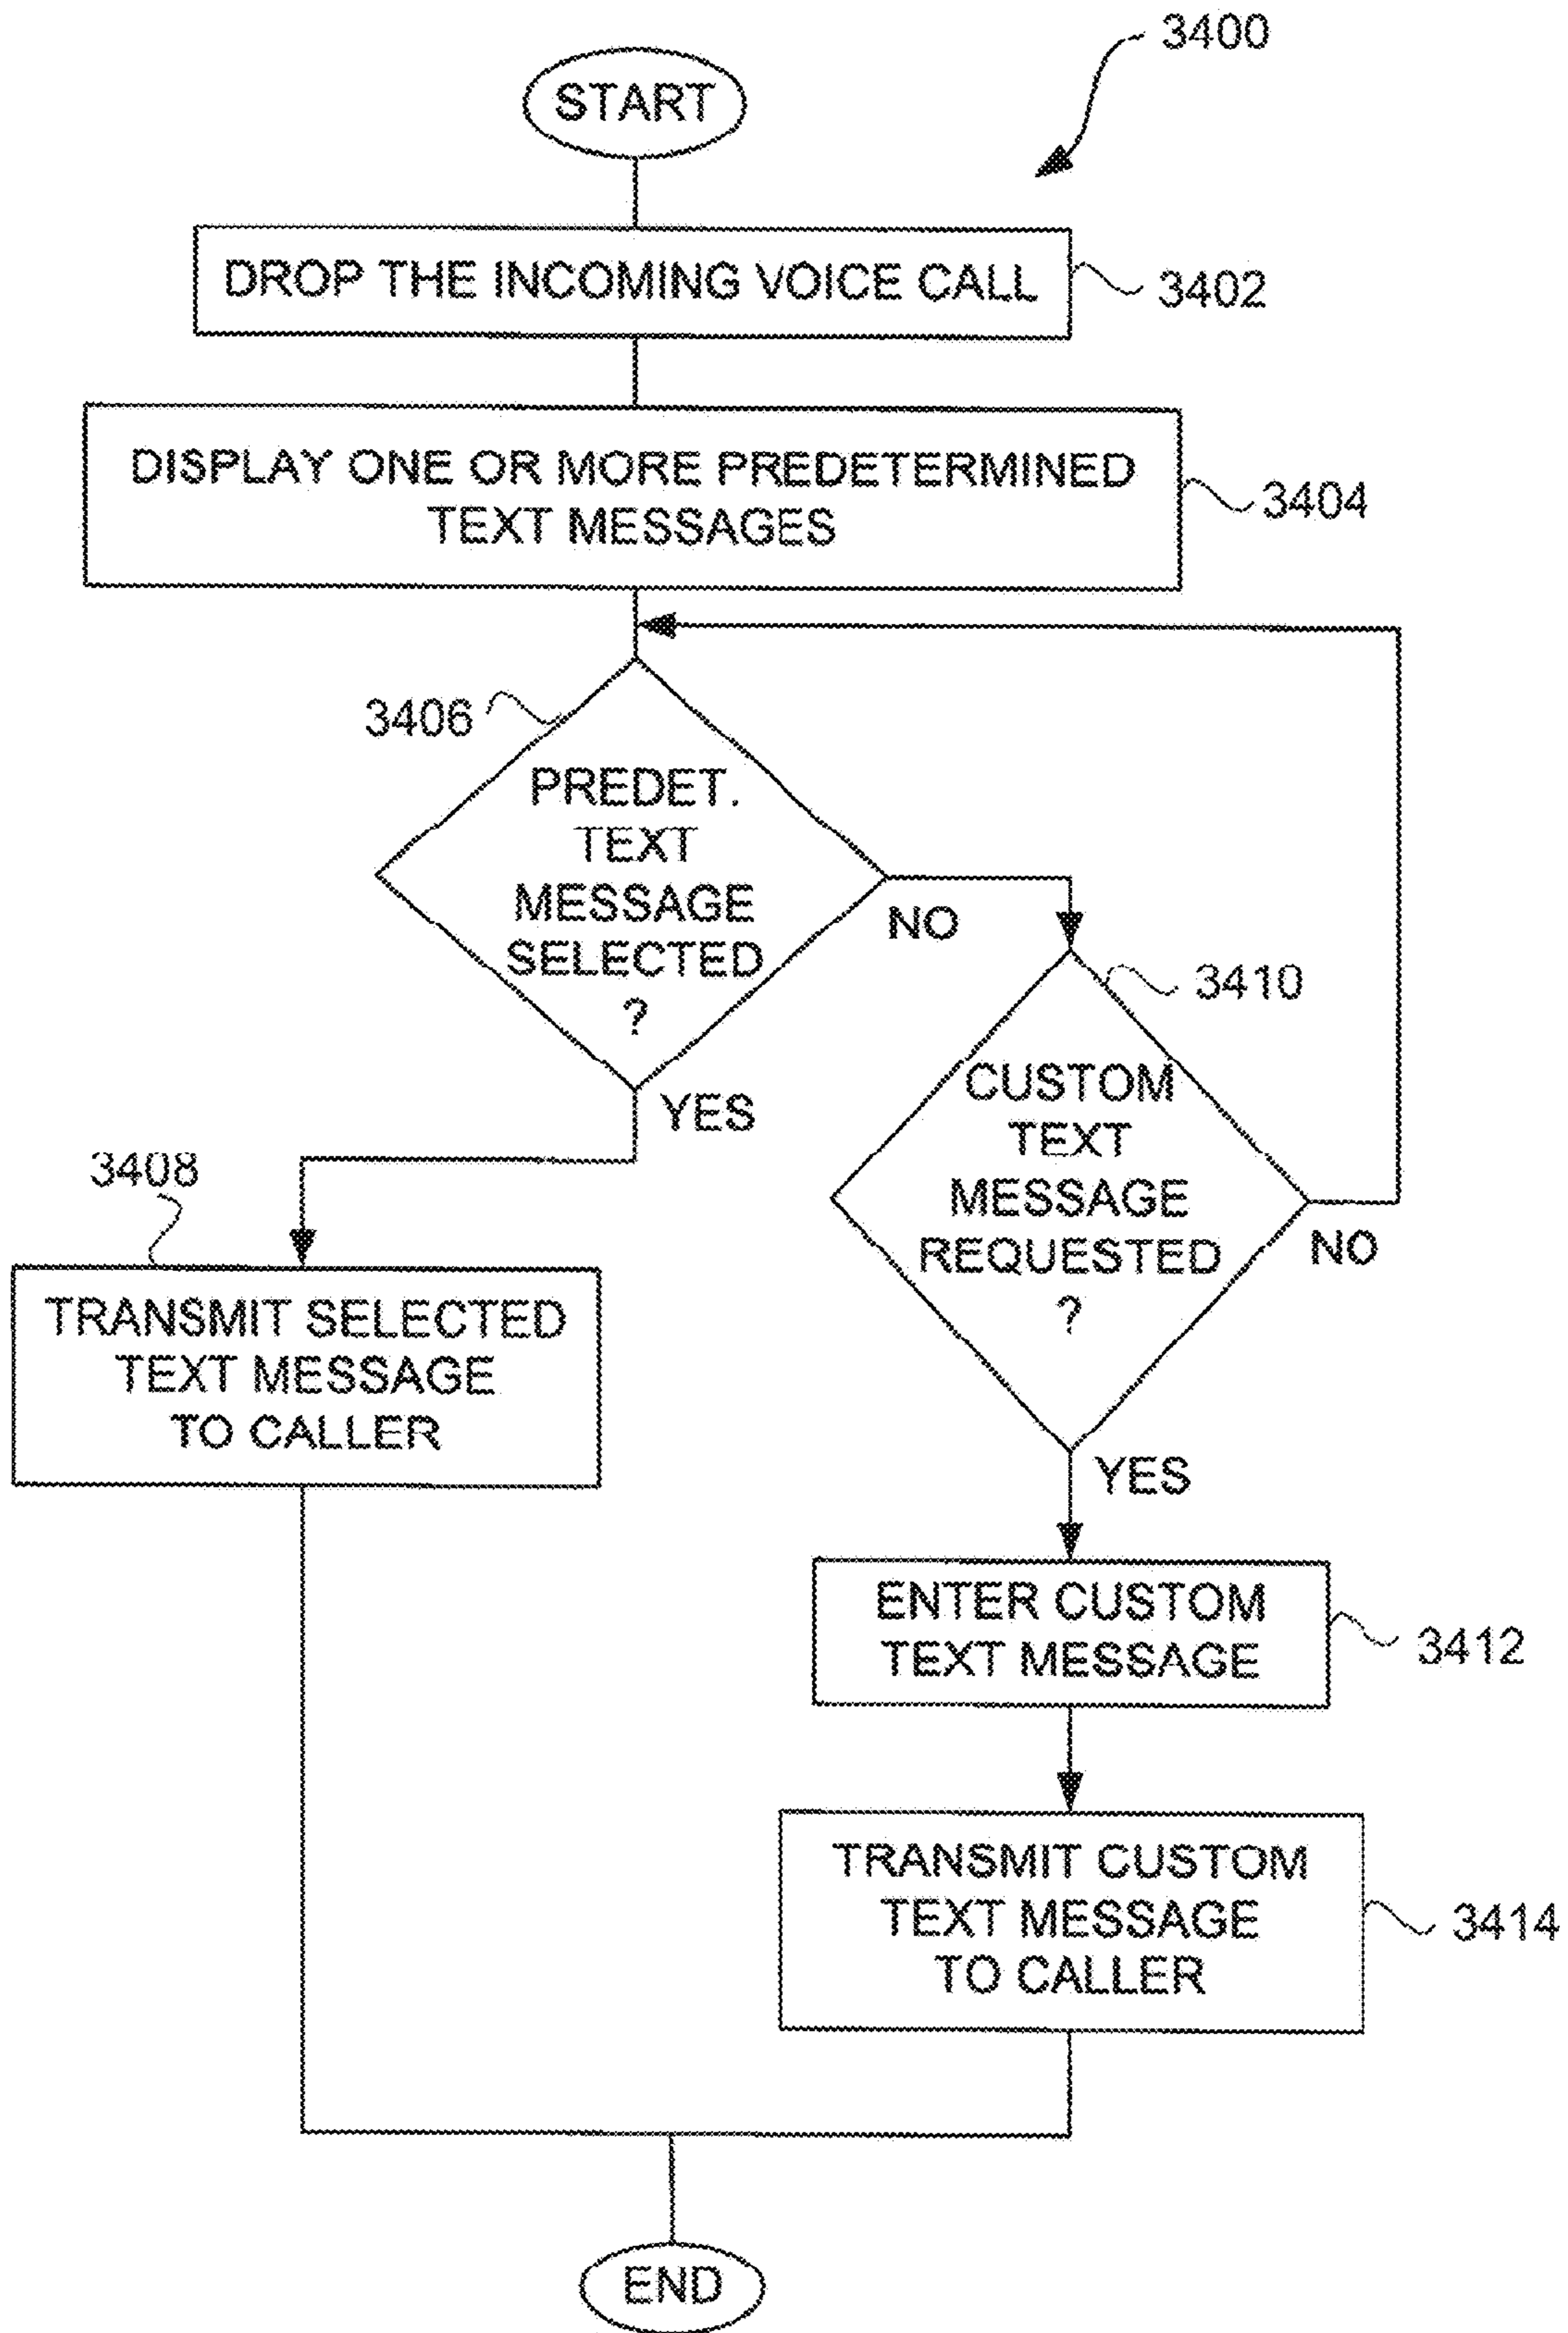 3400
START
DROP THE INCOMING VOICE CALL
3402
DISPLAY ONE OR MORE PREDETERMINED
TEXT MESSAGES
3404
3406
PREDET.
TEXT
MESSAGE
SELECTED
?
NO
YES
3410
CUSTOM
TEXT
MESSAGE
REQUESTED
?
NO
YES
3408
TRANSMIT SELECTED
TEXT MESSAGE
TO CALLER
ENTER CUSTOM
TEXT MESSAGE
3412
TRANSMIT CUSTOM
TEXT MESSAGE
TO CALLER
3414
END